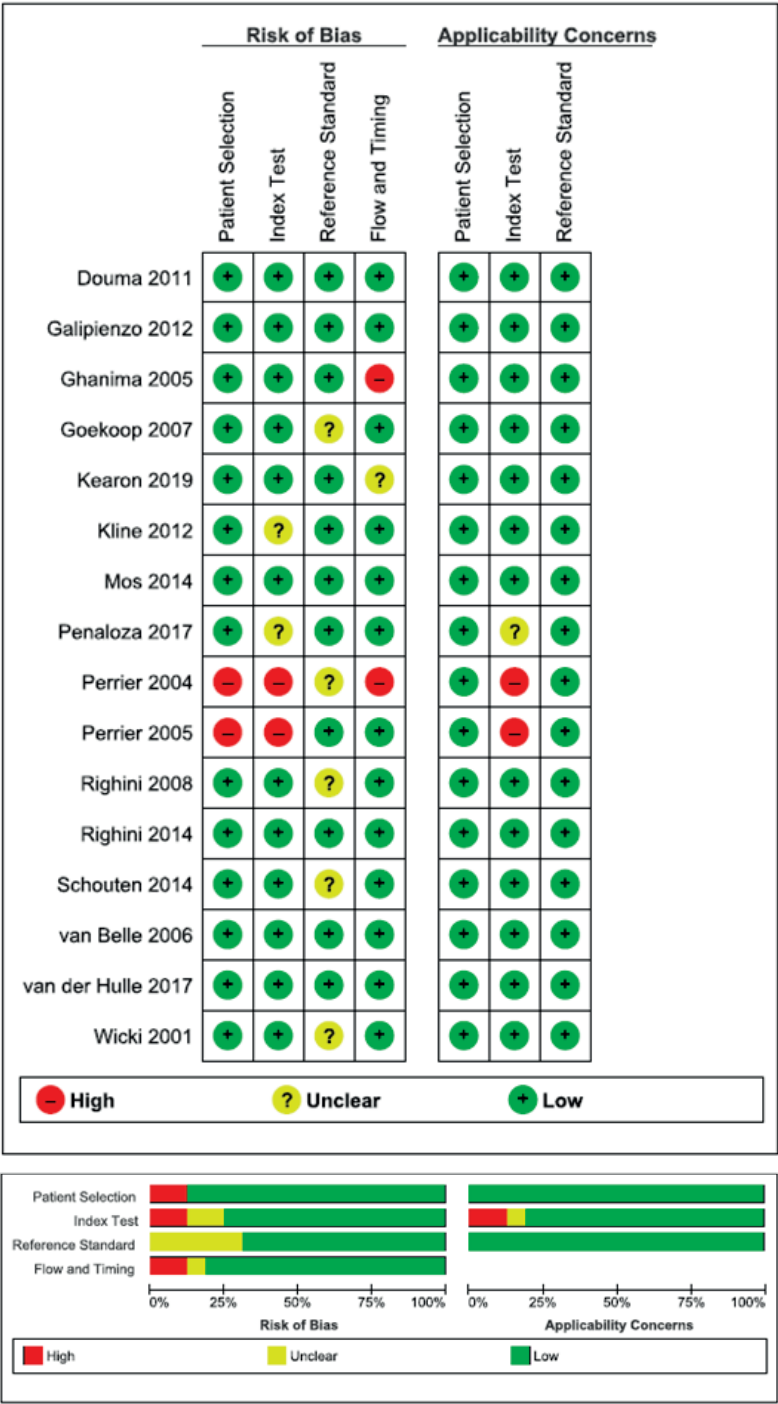 Risk of Bias Applicability Concerns
Patient Selection
Index Test
Reference Standard
Flow and Timing
Patient Selection
Index Test
Reference Standard
Douma 2011 + + + + + + +
Galipienzo 2012 + + + + + + +
Ghanima 2005 + + + – + + +
Goekoop 2007 + + ? + + + +
Kearon 2019 + + + ? + + +
Kline 2012 + ? + + + + +
Mos 2014 + + + + + + +
Penaloza 2017 + ? + + + ? +
Perrier 2004 – – ? – + – +
Perrier 2005 – – + + + – +
Righini 2008 + + ? + + + +
Righini 2014 + + + + + + +
Schouten 2014 + + ? + + + +
van Belle 2006 + + + + + + +
van der Hulle 2017 + + + + + + +
Wicki 2001 + + ? + + + +
– High ? Unclear + Low
Patient Selection
Index Test
Reference Standard
Flow and Timing
0% 25% 50% 75% 100% 0% 25% 50% 75% 100%
Risk of Bias Applicability Concerns
High Unclear Low